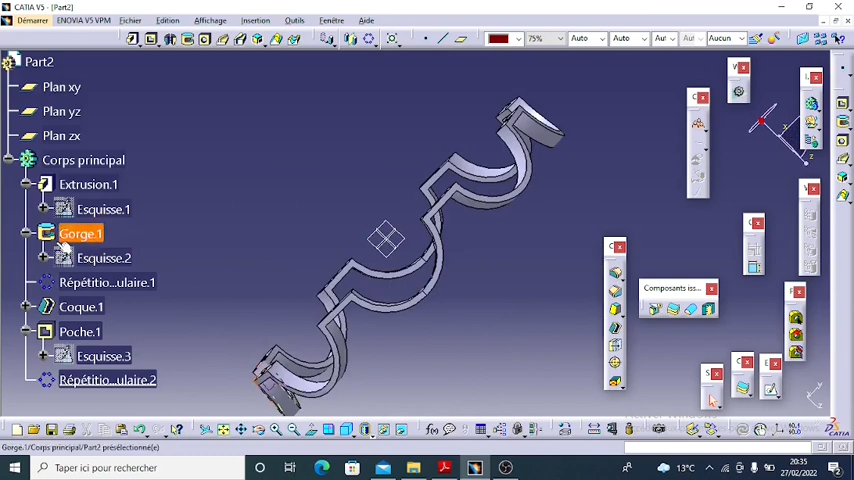 CATIA V5 - [Part2]
Démarrer ENOVIA V5 VPM Fichier Edition Affichage Insertion Outils Fenêtre Aide
75% Auto Auto Aut Aucun
Part2
Plan xy
Plan yz
Plan zx
Corps principal
Extrusion.1
Esquisse.1
Gorge.1
Esquisse.2
Répétitio...ulaire.1
Coque.1
Poche.1
Esquisse.3
Répétitio...ulaire.2
Composants iss...
x
z
Gorge.1/Corps principal/Part2 présélectionné(e)
Taper ici pour rechercher
13°C
20:35
27/02/2022